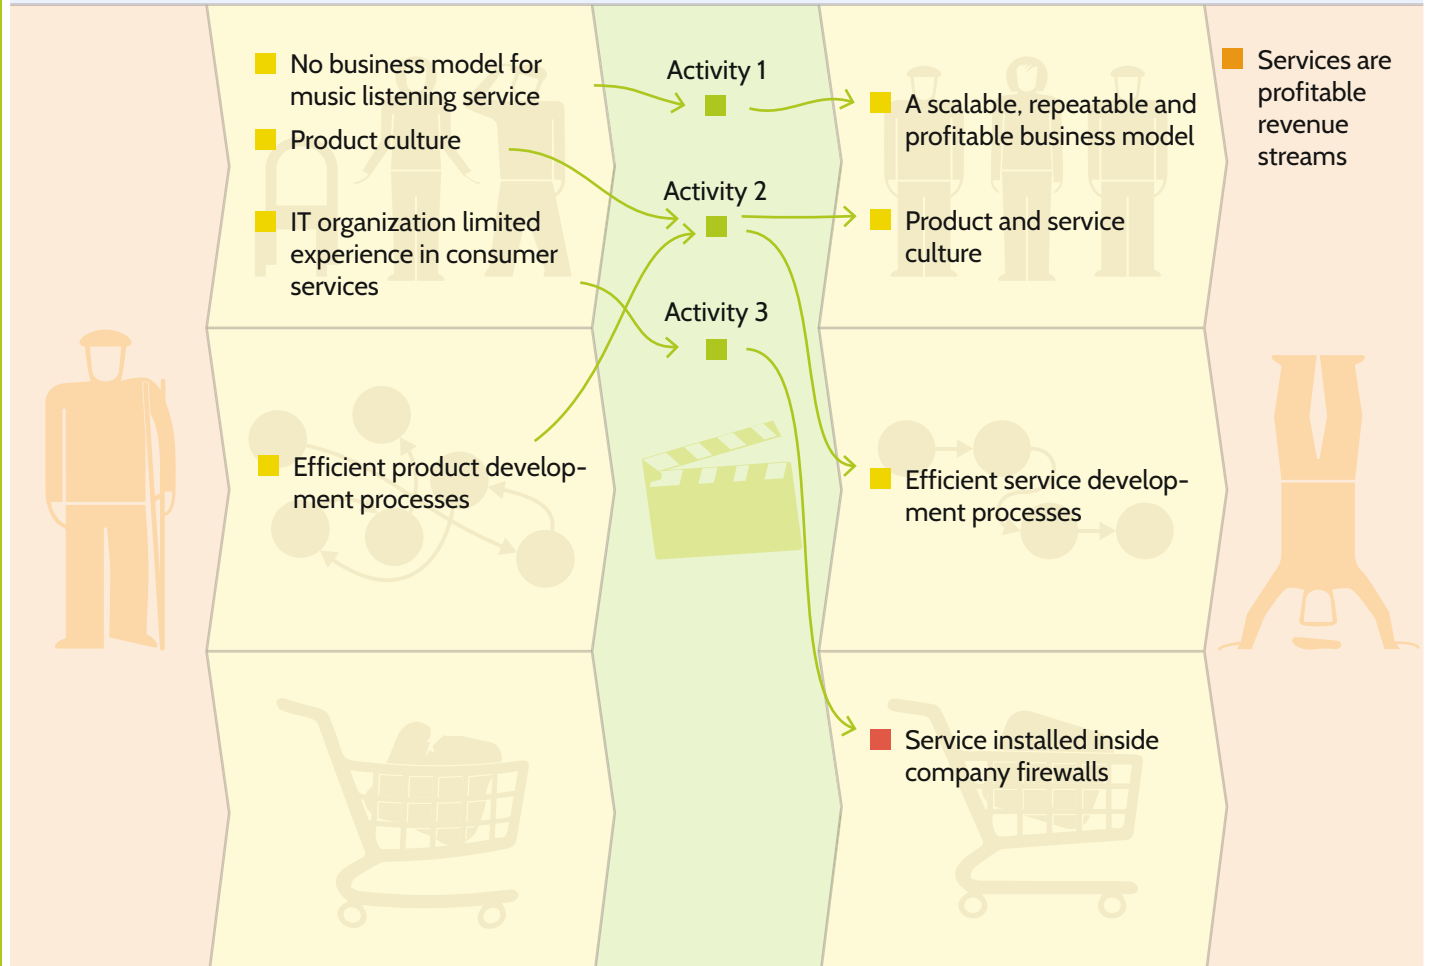 No business model for
music listening service
Product culture
IT organization limited
experience in consumer
services
Efficient product develop-
ment processes
Activity 1
Activity 2
Activity 3
A scalable, repeatable and
profitable business model
Product and service
culture
Efficient service develop-
ment processes
Service installed inside
company firewalls
Services are
profitable
revenue
streams